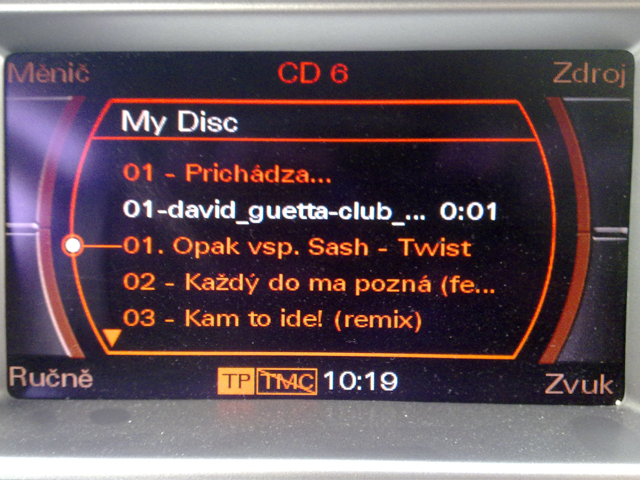 Měnič CD 6 Zdroj
My Disc
01 - Prichádza...
01-david_guetta-club_... 0:01
01. Opak vsp. Sash - Twist
02 - Každý do ma pozná (fe...
03 - Kam to ide! (remix)
Ručně TP TMC 10:19 Zvuk